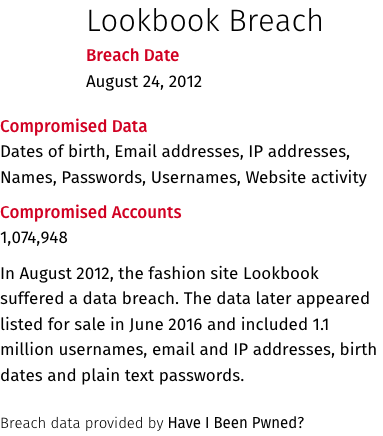 Lookbook Breach
Breach Date
August 24, 2012
Compromised Data
Dates of birth, Email addresses, IP addresses,
Names, Passwords, Usernames, Website activity
Compromised Accounts
1,074,948
In August 2012, the fashion site Lookbook
suffered a data breach. The data later appeared
listed for sale in June 2016 and included 1.1
million usernames, email and IP addresses, birth
dates and plain text passwords.
Breach data provided by Have I Been Pwned?